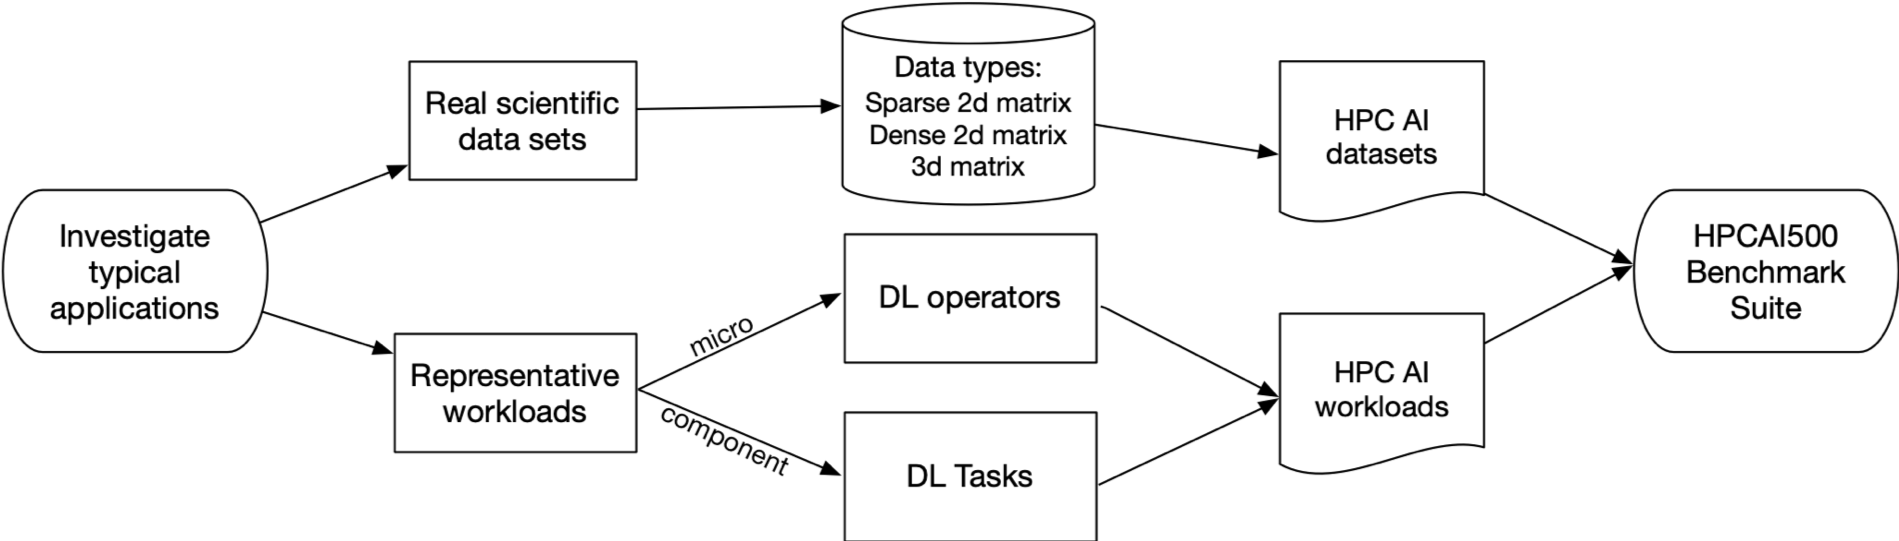 Investigate
typical
applications
Real scientific
data sets
Data types:
Sparse 2d matrix
Dense 2d matrix
3d matrix
HPC AI
datasets
Representative
workloads
micro
component
DL operators
DL Tasks
HPC AI
workloads
HPCAI500
Benchmark
Suite